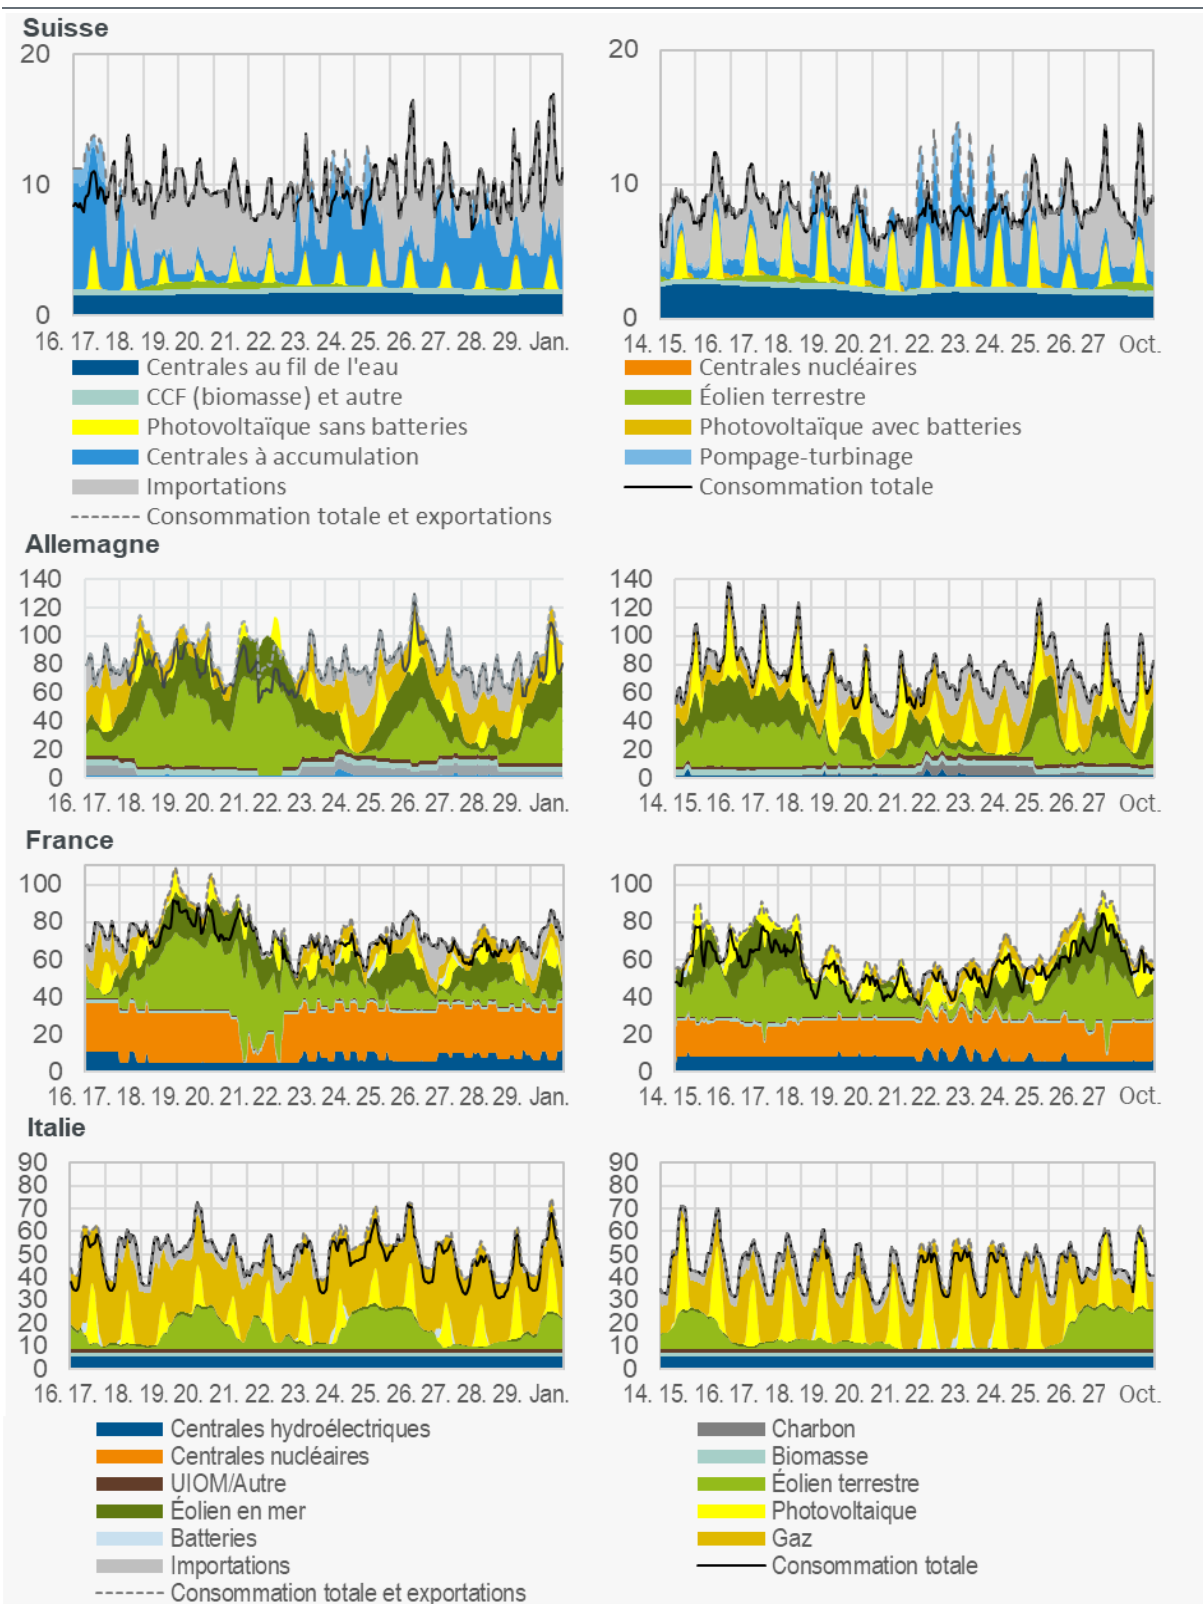 Suisse
20
10
0
16. 17. 18. 19. 20. 21. 22. 23. 24. 25. 26. 27. 28. 29. Jan.
20
10
0
14. 15. 16. 17. 18. 19. 20. 21. 22. 23. 24. 25. 26. 27 Oct.
Centrales au fil de l'eau
Centrales nucléaires
CCF (biomasse) et autre
Éolien terrestre
Photovoltaïque sans batteries
Photovoltaïque avec batteries
Centrales à accumulation
Pompage-turbinage
Importations
Consommation totale
Consommation totale et exportations
Allemagne
140
120
100
80
60
40
20
0
16. 17. 18. 19. 20. 21. 22. 23. 24. 25. 26. 27. 28. 29. Jan.
140
120
100
80
60
40
20
0
14. 15. 16. 17. 18. 19. 20. 21. 22. 23. 24. 25. 26. 27 Oct.
France
100
80
60
40
20
0
16. 17. 18. 19. 20. 21. 22. 23. 24. 25. 26. 27. 28. 29. Jan.
100
80
60
40
20
0
14. 15. 16. 17. 18. 19. 20. 21. 22. 23. 24. 25. 26. 27 Oct.
Italie
90
80
70
60
50
40
30
20
10
0
16. 17. 18. 19. 20. 21. 22. 23. 24. 25. 26. 27. 28. 29. Jan.
90
80
70
60
50
40
30
20
10
0
14. 15. 16. 17. 18. 19. 20. 21. 22. 23. 24. 25. 26. 27 Oct.
Centrales hydroélectriques
Charbon
Centrales nucléaires
Biomasse
UIOM/Autre
Éolien terrestre
Éolien en mer
Photovoltaique
Batteries
Gaz
Importations
Consommation totale
Consommation totale et exportations